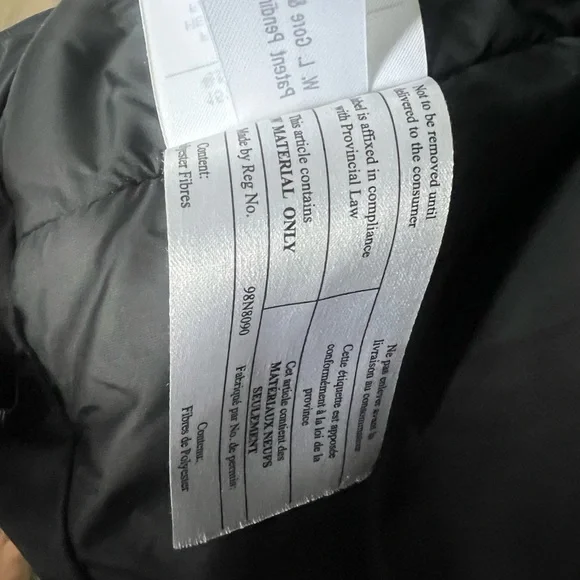 Not to be removed until
delivered to the consumer
Ne pas enlever avant la
livraison au consommateur
label is affixed in compliance
with Provincial Law
Cette étiquette est apposée
conformément à la loi de la
province
This article contains
MATERIAL ONLY
Cet article contient des
MATÉRIAUX NEUFS
SEULEMENT
Made by Reg No.
98N8090
Fabriqué par No. de permis:
Content:
ester Fibres
Contenu:
Fibres de Polyester
W. L. Gore &
Patent Pendin